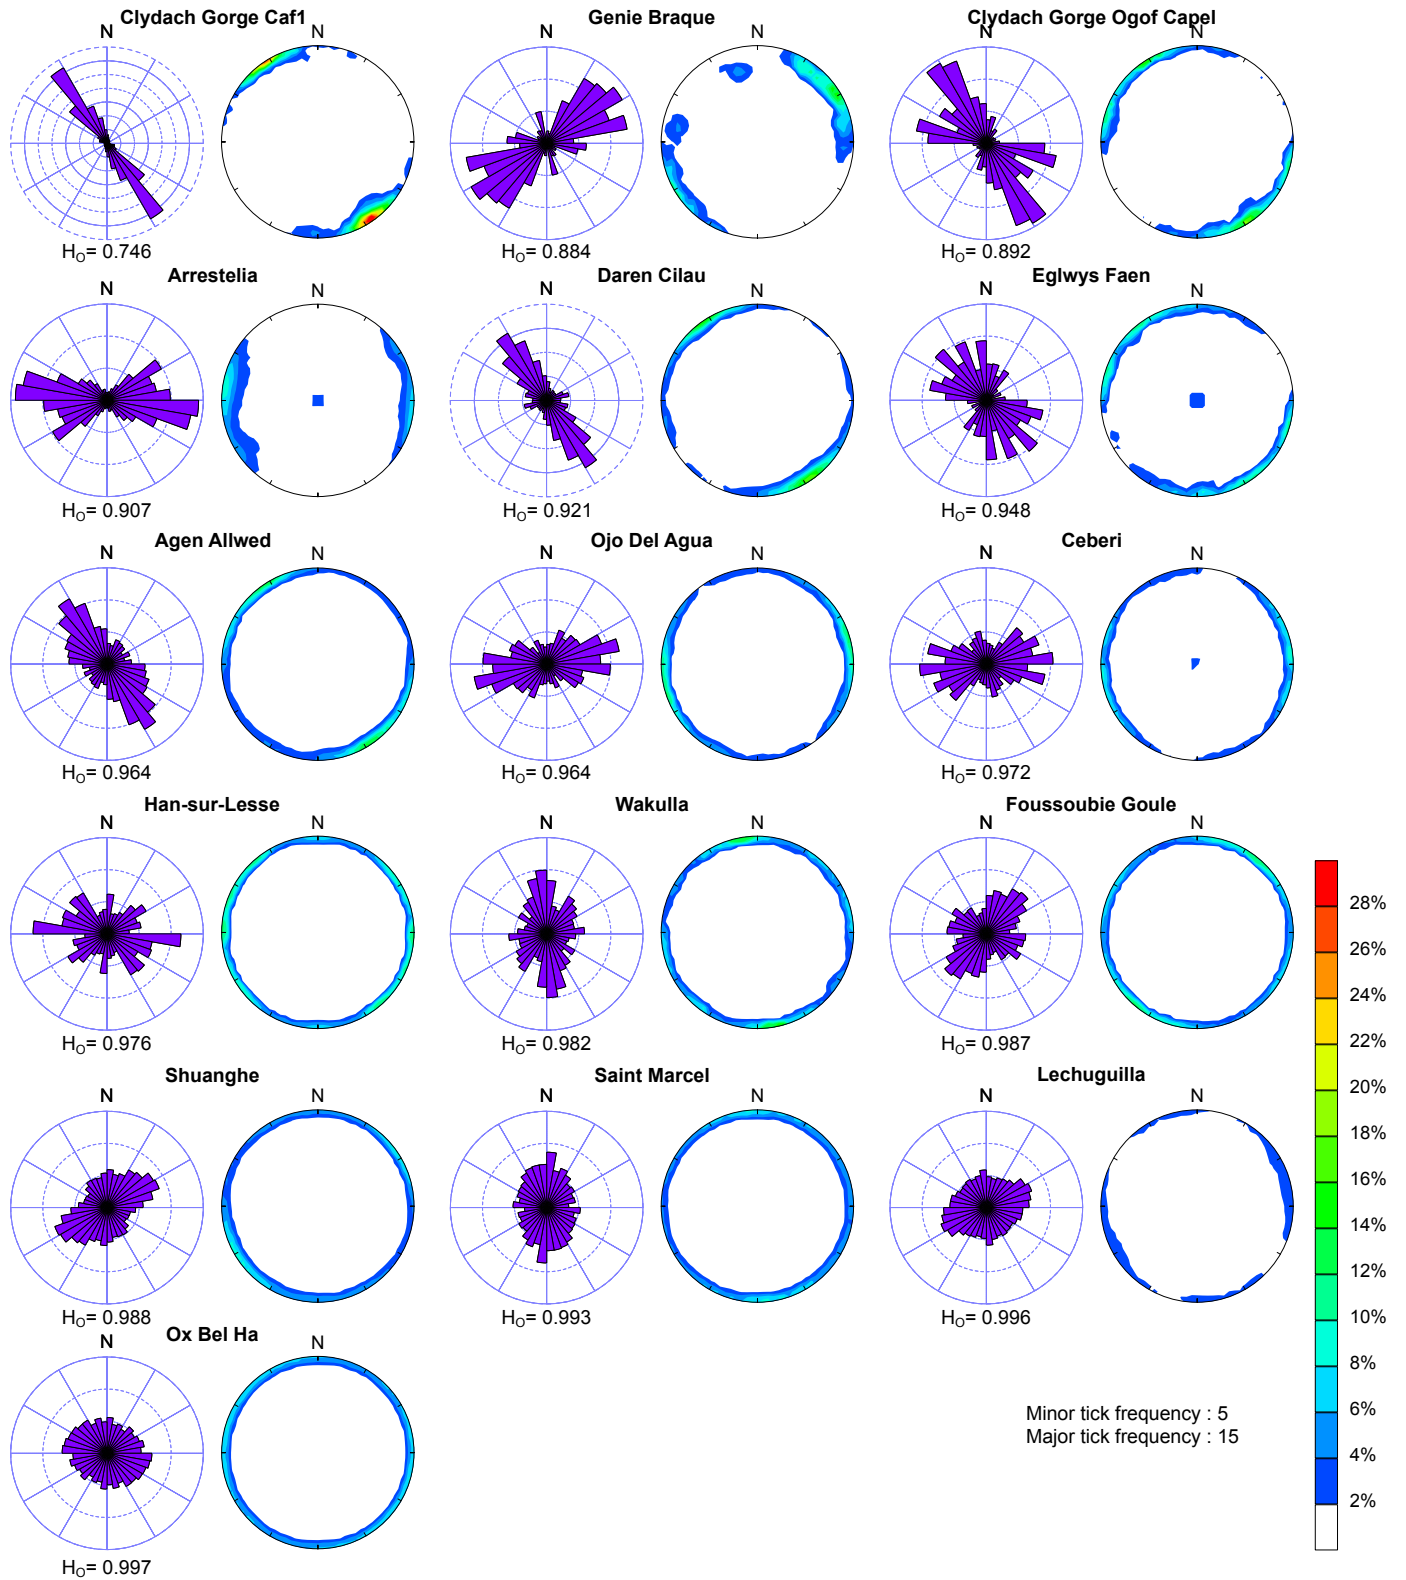 Clydach Gorge Caf1
Genie Braque
Clydach Gorge Ogof Capel
N N N N N N
H_O= 0.746
H_O= 0.884
H_O= 0.892
Arrestelia
Daren Cilau
Eglwys Faen
N N N N N N
H_O= 0.907
H_O= 0.921
H_O= 0.948
Agen Allwed
Ojo Del Agua
Ceberi
N N N N N N
H_O= 0.964
H_O= 0.964
H_O= 0.972
Han-sur-Lesse
Wakulla
Foussoubie Goule
N N N N N N
H_O= 0.976
H_O= 0.982
H_O= 0.987
Shuanghe
Saint Marcel
Lechuguilla
N N N N N N
H_O= 0.988
H_O= 0.993
H_O= 0.996
Ox Bel Ha
N N
H_O= 0.997
28%
26%
24%
22%
20%
18%
16%
14%
12%
10%
8%
6%
4%
2%
Minor tick frequency : 5
Major tick frequency : 15